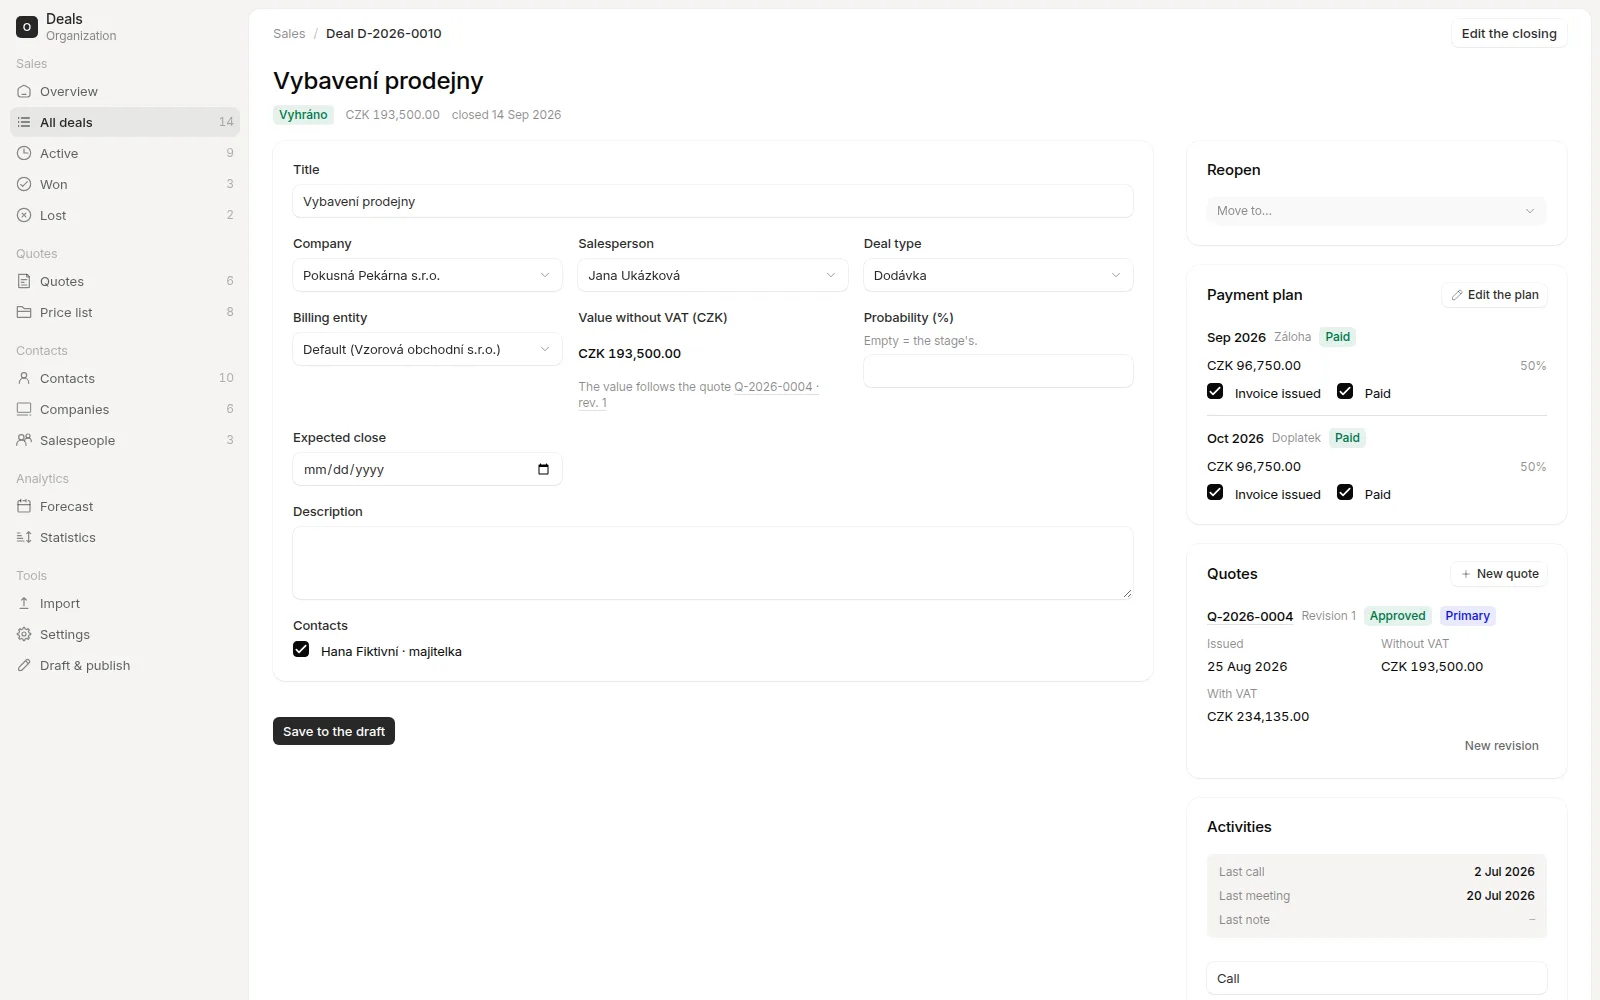 O
Deals
Organization
Sales
Overview
All deals 14
Active 9
Won 3
Lost 2
Quotes
Quotes 6
Price list 8
Contacts
Contacts 10
Companies 6
Salespeople 3
Analytics
Forecast
Statistics
Tools
Import
Settings
Draft & publish
Sales / Deal D-2026-0010
Edit the closing
Vybavení prodejny
Vyhráno CZK 193,500.00 closed 14 Sep 2026
Title
Vybavení prodejny
Company Salesperson Deal type
Pokusná Pekárna s.r.o. Jana Ukázková Dodávka
Billing entity Value without VAT (CZK) Probability (%)
Default (Vzorová obchodní s.r.o.) CZK 193,500.00 Empty = the stage's.
The value follows the quote Q-2026-0004 ·
rev. 1
Expected close
mm/dd/yyyy
Description
Contacts
Hana Fiktivní · majitelka
Save to the draft
Reopen
Move to...
Payment plan Edit the plan
Sep 2026 Záloha Paid
CZK 96,750.00 50%
Invoice issued Paid
Oct 2026 Doplatek Paid
CZK 96,750.00 50%
Invoice issued Paid
Quotes + New quote
Q-2026-0004 Revision 1 Approved Primary
Issued Without VAT
25 Aug 2026 CZK 193,500.00
With VAT
CZK 234,135.00
New revision
Activities
Last call 2 Jul 2026
Last meeting 20 Jul 2026
Last note –
Call